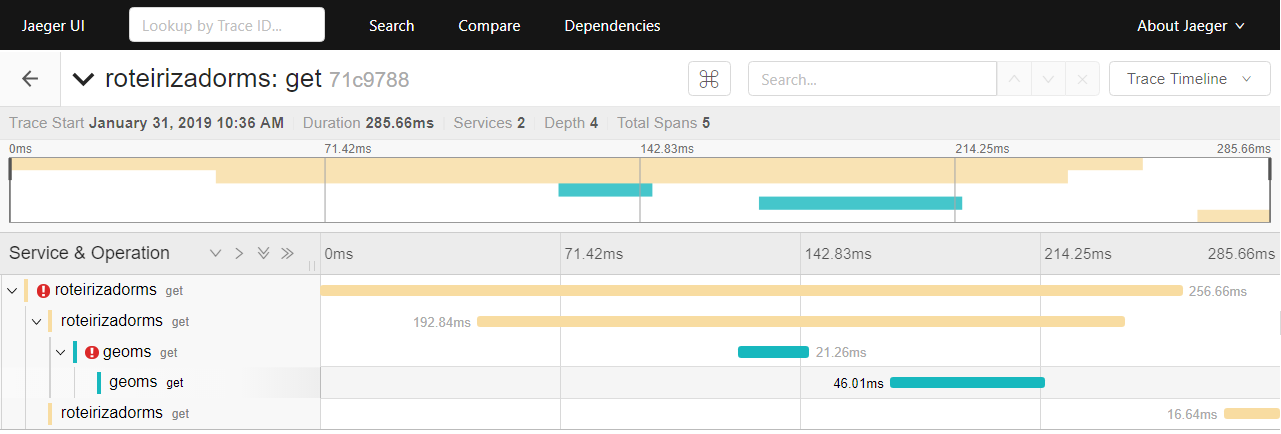 Jaeger UI Lookup by Trace ID... Search Compare Dependencies About Jaeger
roteirizadorms: get 71c9788 ⌘ Search... Trace Timeline
Trace Start January 31, 2019 10:36 AM Duration 285.66ms Services 2 Depth 4 Total Spans 5
0ms 71.42ms 142.83ms 214.25ms 285.66ms
Service & Operation 0ms 71.42ms 142.83ms 214.25ms 285.66ms
roteirizadorms get 256.66ms
roteirizadorms get 192.84ms
geoms get 21.26ms
geoms get 46.01ms
roteirizadorms get 16.64ms